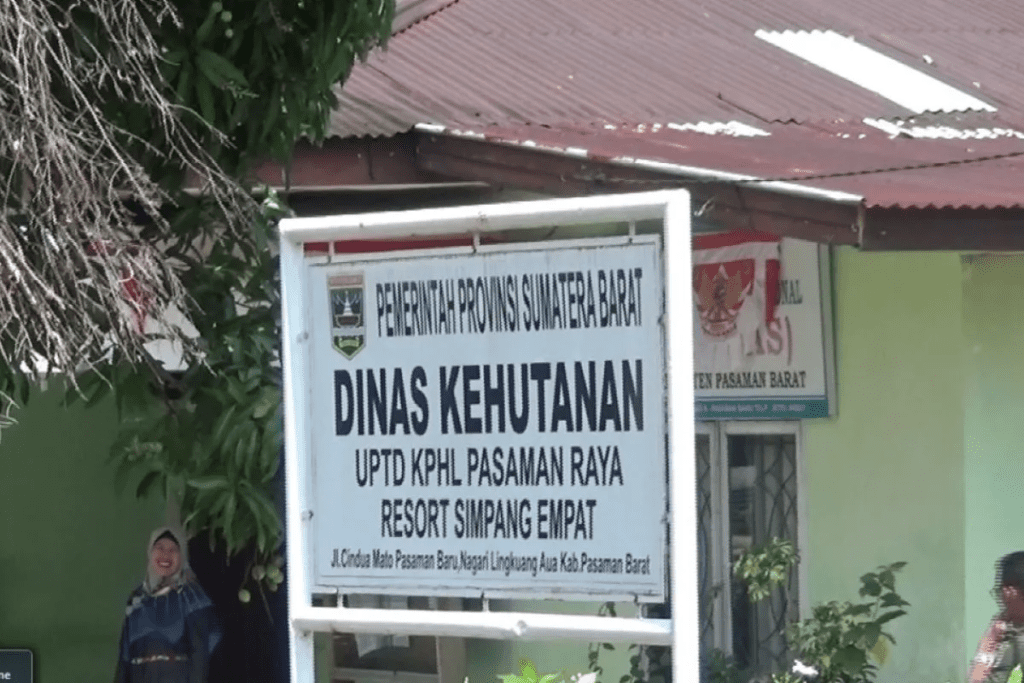 PEMERINTAH PROVINSI SUMATERA BARAT
DINAS KEHUTANAN
UPTD KPHL PASAMAN RAYA
RESORT SIMPANG EMPAT
Jl.Cindua Mato Pasaman Baru,Nagari Lingkuang Aua Kab.Pasaman Barat
PASAMAN BARAT